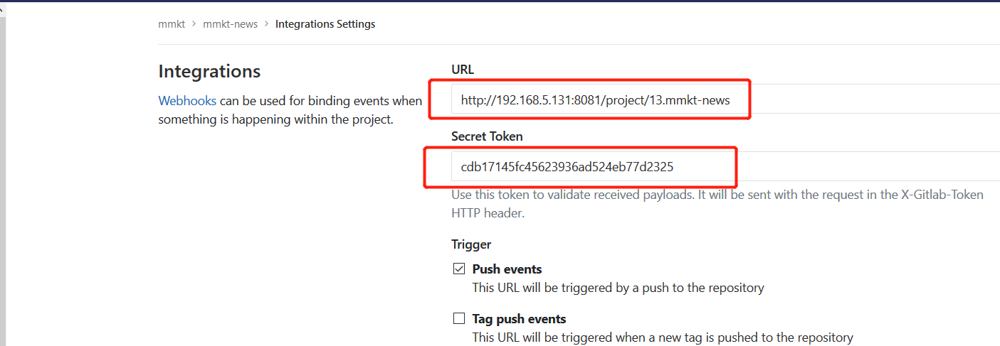 mmkt > mmkt-news > Integrations Settings
Integrations
Webhooks can be used for binding events when
something is happening within the project.
URL
http://192.168.5.131:8081/project/13.mmkt-news
Secret Token
cdb17145fc45623936ad524eb77d2325
Use this token to validate received payloads. It will be sent with the request in the X-Gitlab-Token
HTTP header.
Trigger
Push events
This URL will be triggered by a push to the repository
Tag push events
This URL will be triggered when a new tag is pushed to the repository